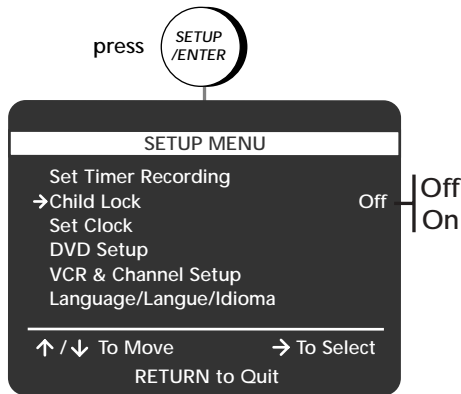 press SETUP
/ENTER
SETUP MENU
Set Timer Recording
→Child Lock Off Off
On
Set Clock
DVD Setup
VCR & Channel Setup
Language/Langue/Idioma
↑/↓ To Move → To Select
RETURN to Quit